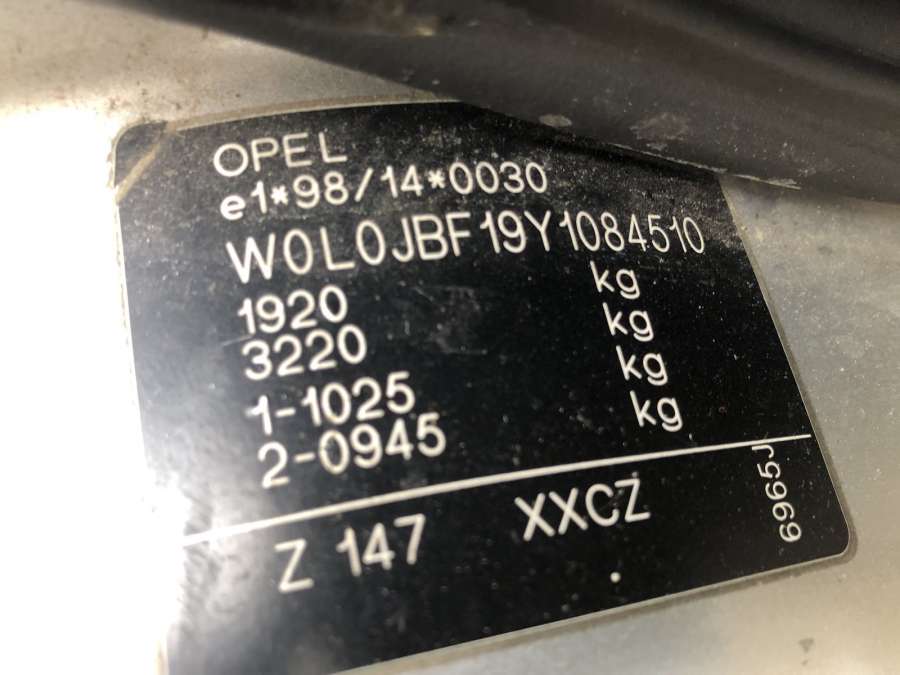 OPEL
e1*98/14*0030
W0L0JBF19Y1084510
1920 kg
3220 kg
1-1025 kg
2-0945 kg
Z 147 XXCZ
6965J